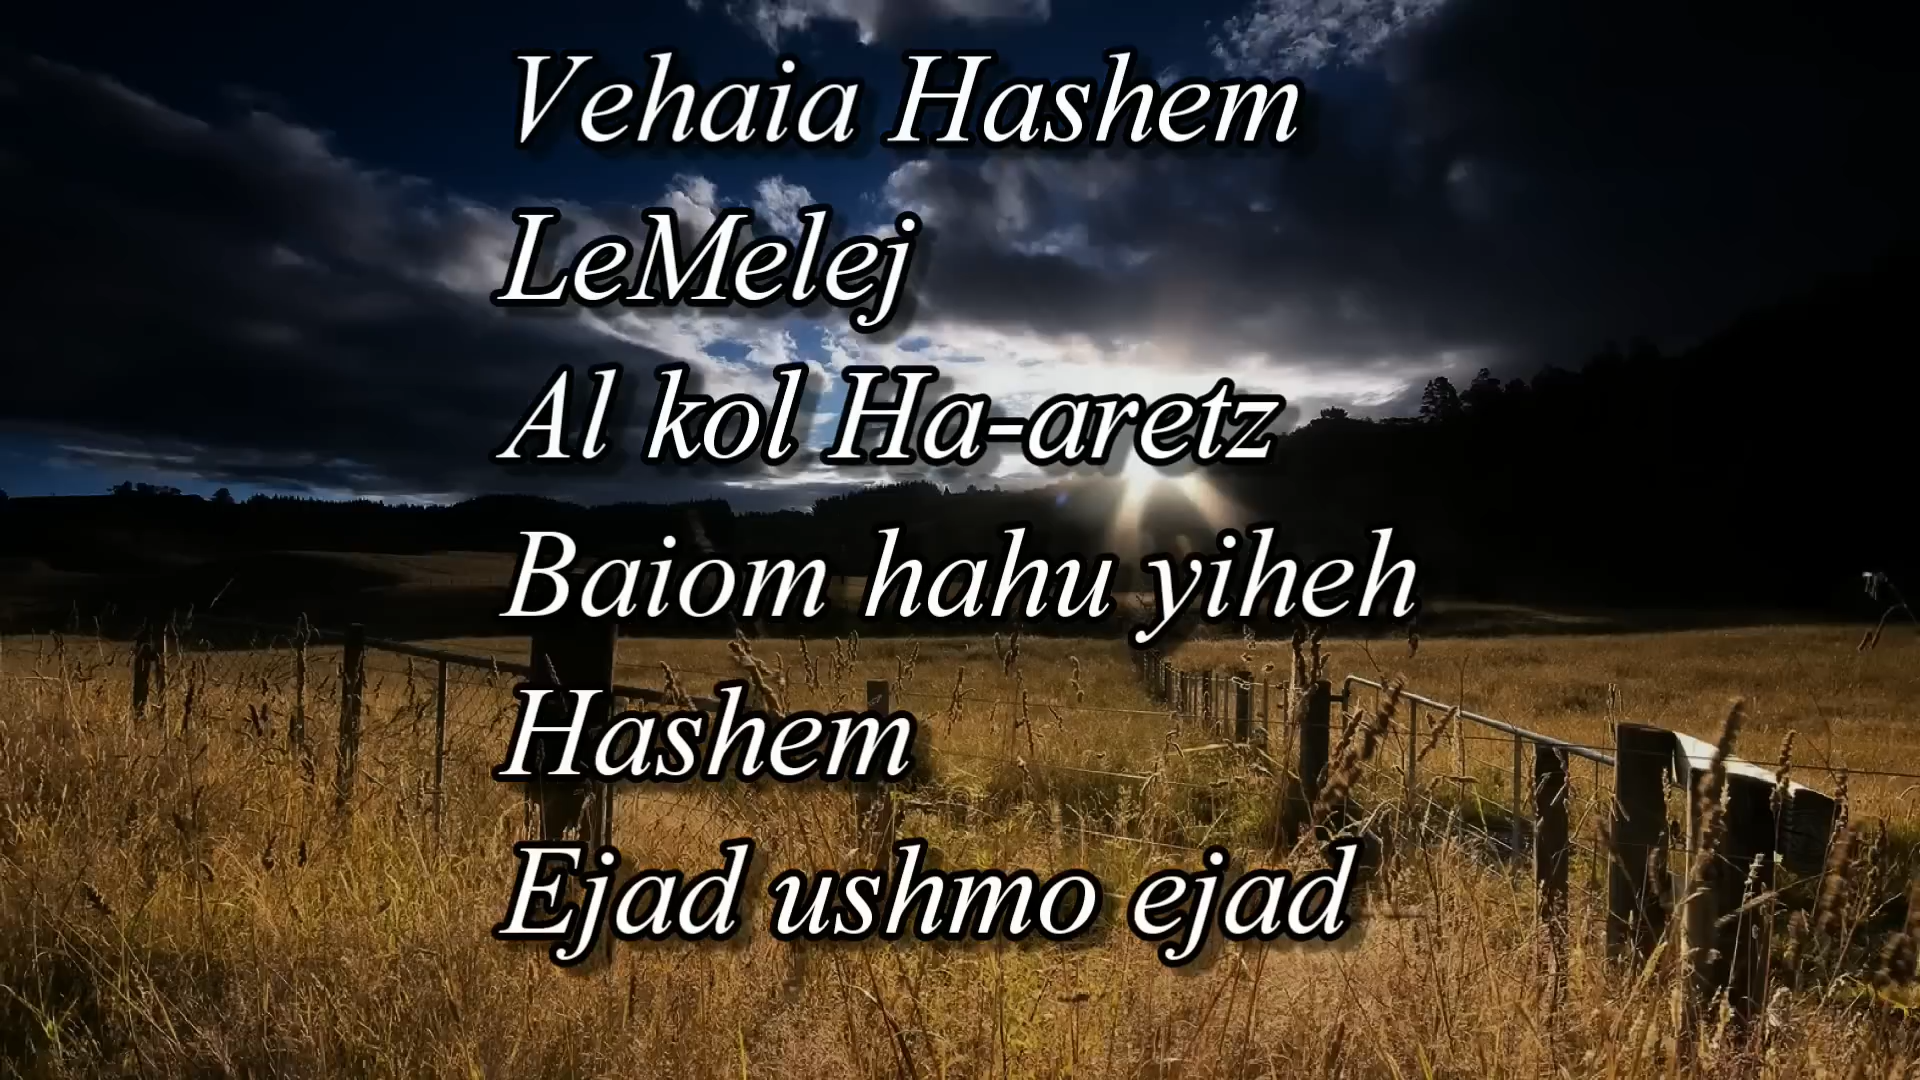 Vehaia Hashem
LeMelej
Al kol Ha-aretz
Baiom hahu yiheh
Hashem
Ejad ushmo ejad